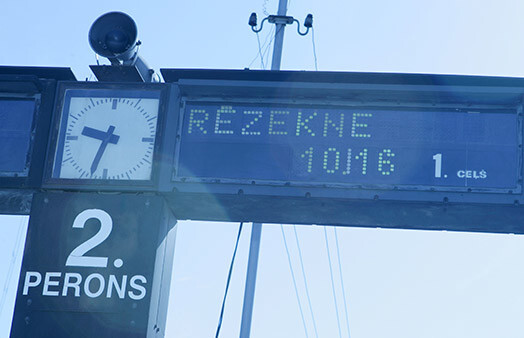 RĒZEKNE
10:16 1. CEĻŠ
2.
PERONS